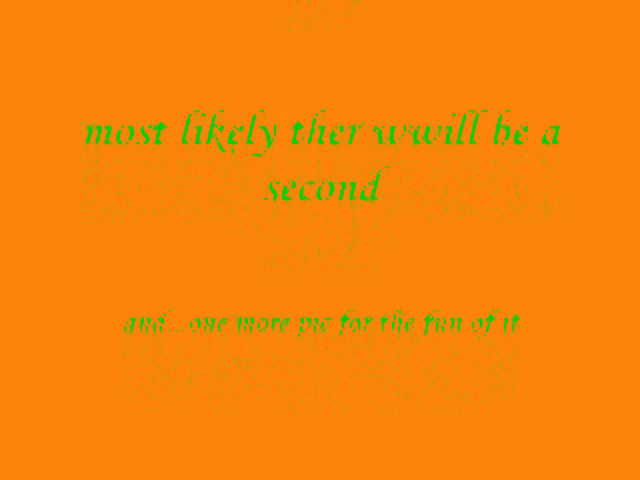 most likely ther wwill be a
second
and...one more pic for the fun of it